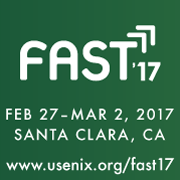 FAST '17
FEB 27–MAR 2, 2017
SANTA CLARA, CA
www.usenix.org/fast17